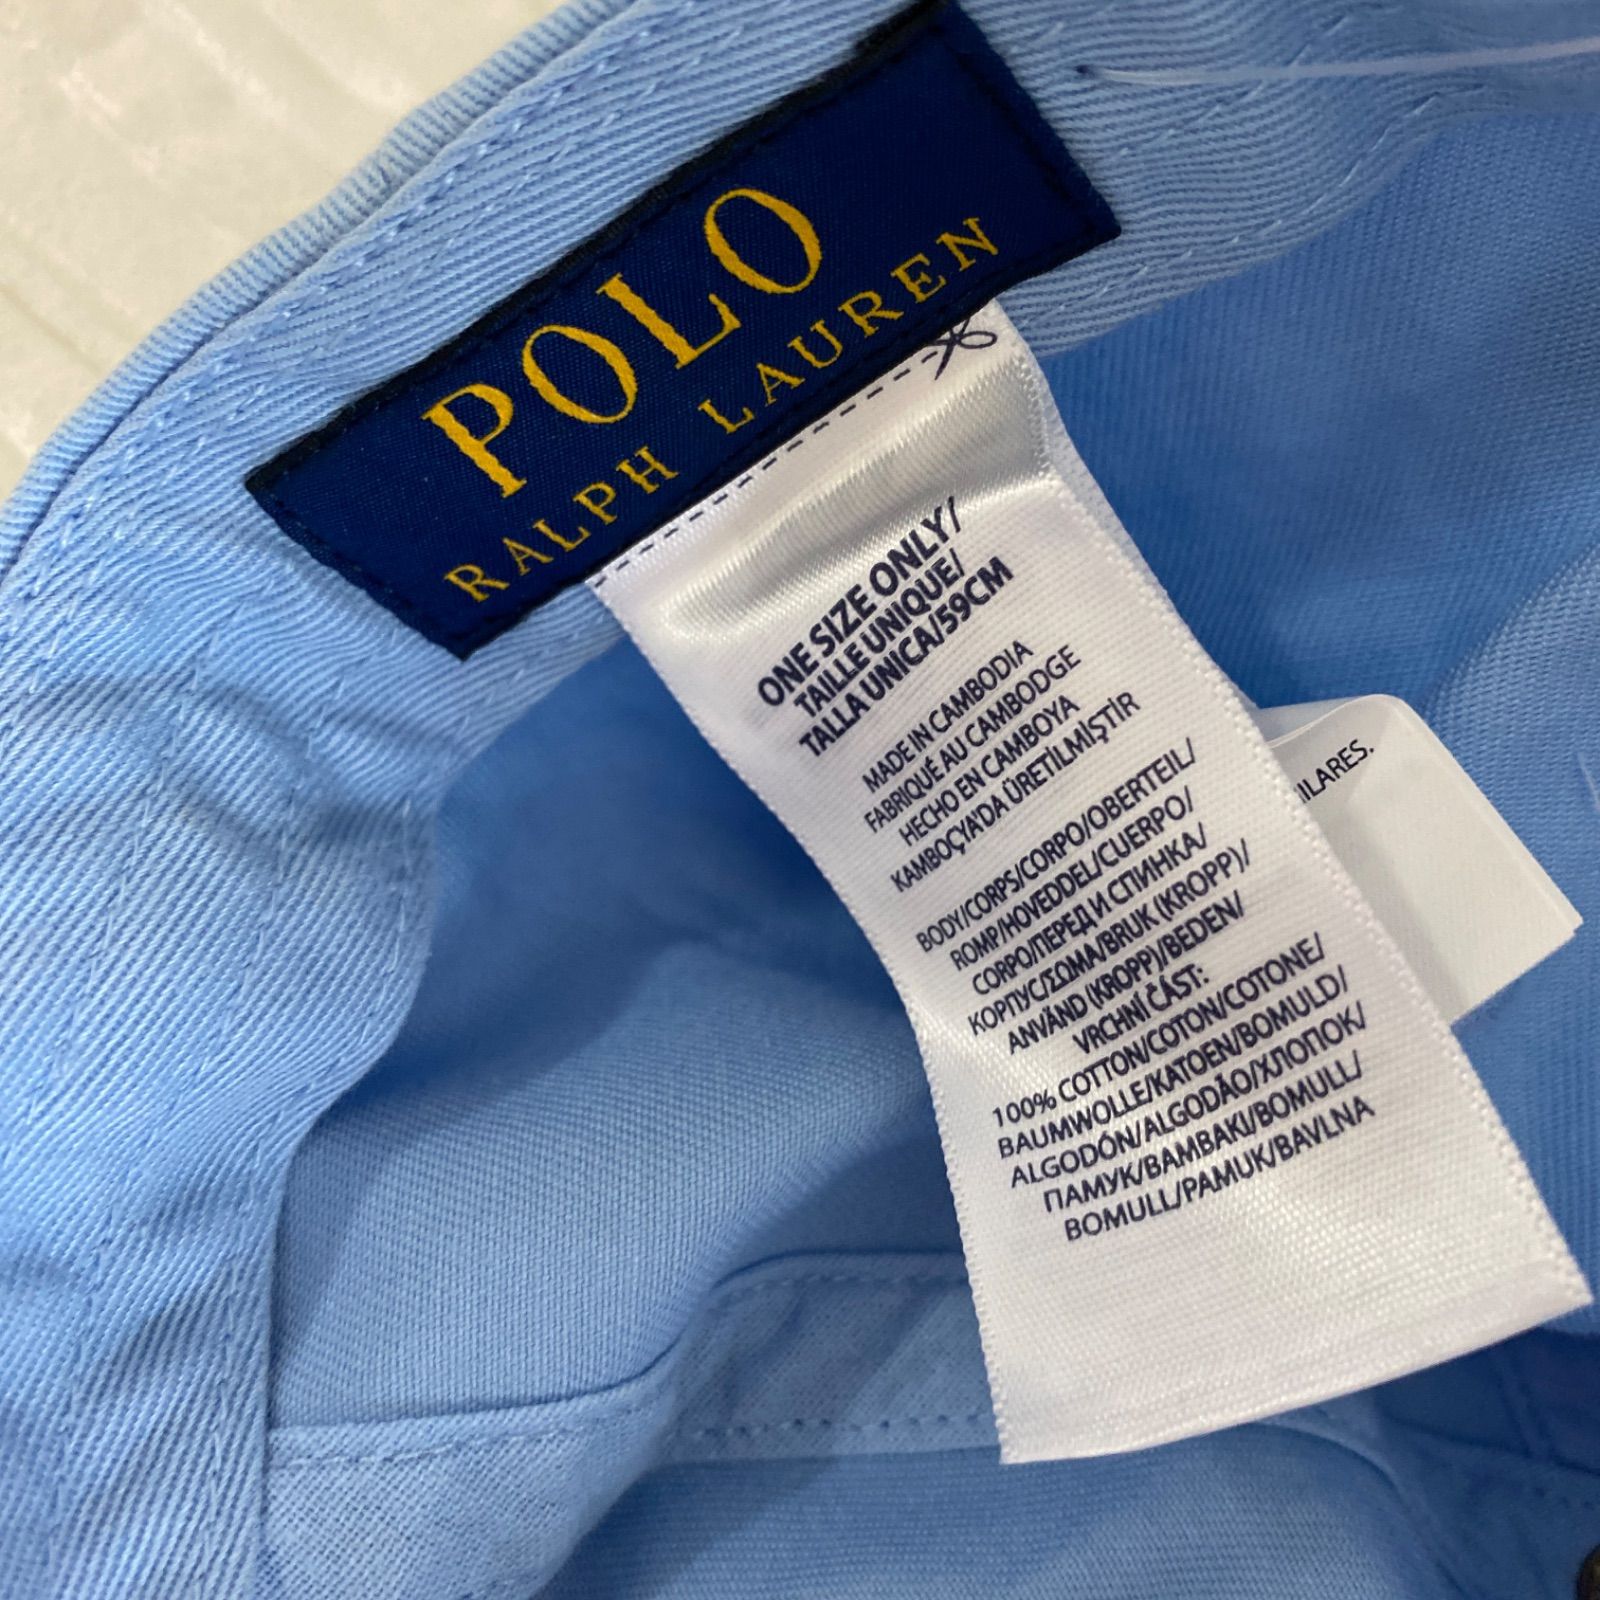 POLO
RALPH LAUREN
ONE SIZE ONLY/
TAILLE UNIQUE/
TALLA UNICA/59CM
MADE IN CAMBODIA
FABRIQUÉ AU CAMBODGE
HECHO EN CAMBOYA
KAMBOÇYA'DA ÜRETİLMİŞTİR
BODY/CORPS/CORPO/OBERTEIL/
ROMP/HOVEDDEL/CUERPO/
CORPO/ПЕРЕД И СПИНКА/
КОРПУС/ΣΩΜΑ/BRUK (KROPP)/
ANVÄND (KROPP)/BEDEN/
VRCHNÍ ČÁST:
100% COTTON/COTON/COTONE/
BAUMWOLLE/KATOEN/BOMULD/
ALGODÓN/ALGODÃO/ХЛОПОК/
ПАМУК/BAMBAKI/BOMULL/
BOMULL/PAMUK/BAVLNA